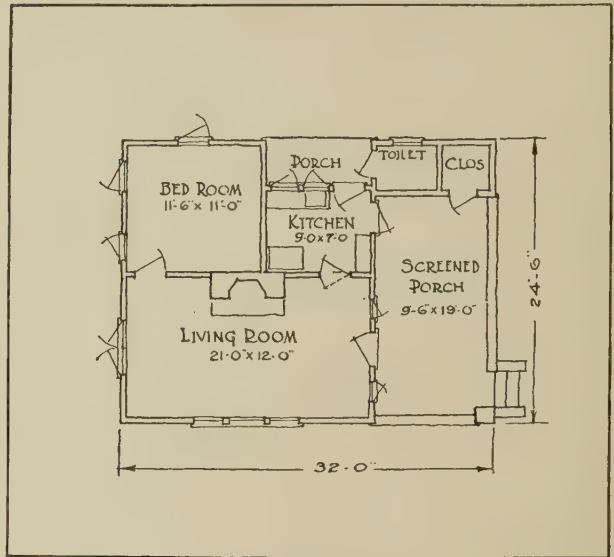 PORCH
TOILET
CLOS
BED ROOM
11'-6" x 11'-0"
KITCHEN
9-0 x 7-0
SCREENED
PORCH
9-6" x 19-0"
LIVING ROOM
21-0" x 12-0"
24'-6"
32-0"